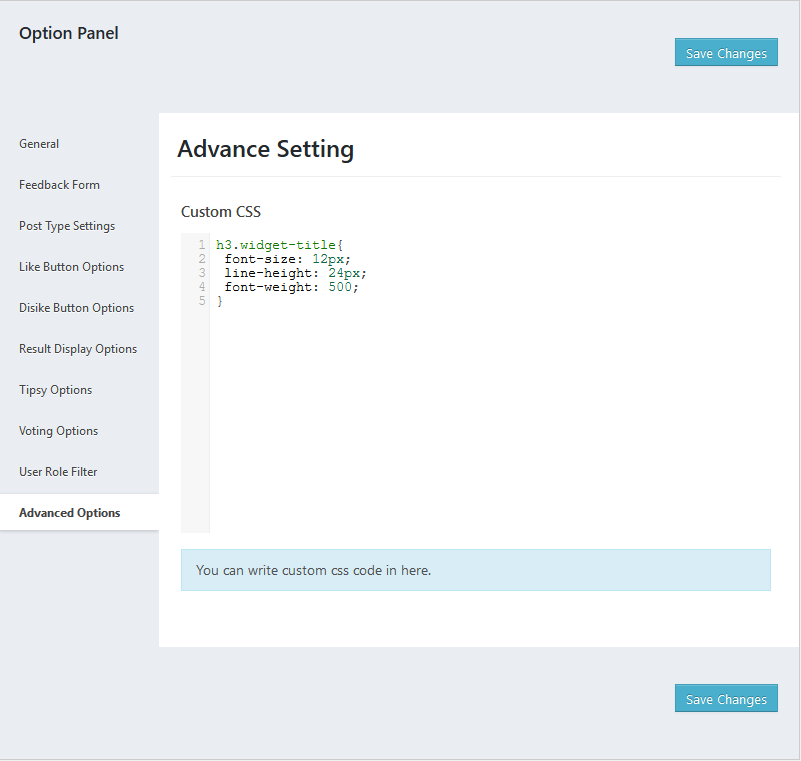 Option Panel
Save Changes
General
Feedback Form
Post Type Settings
Like Button Options
Disike Button Options
Result Display Options
Tipsy Options
Voting Options
User Role Filter
Advanced Options
Advance Setting
Custom CSS
1 h3.widget-title{
2 font-size: 12px;
3 line-height: 24px;
4 font-weight: 500;
5 }
You can write custom css code in here.
Save Changes